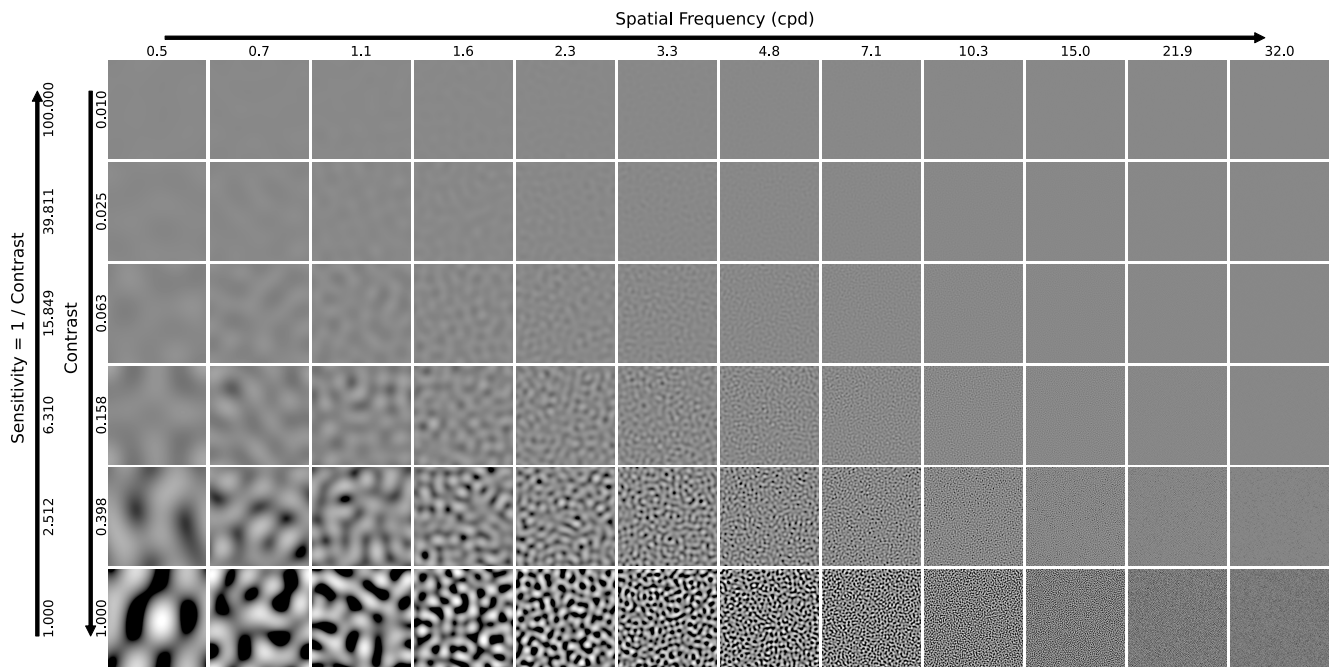 Spatial Frequency (cpd)
0.5 0.7 1.1 1.6 2.3 3.3 4.8 7.1 10.3 15.0 21.9 32.0
Sensitivity = 1 / Contrast
100.000 39.811 15.849 6.310 2.512 1.000
Contrast
0.010 0.025 0.063 0.158 0.398 1.000